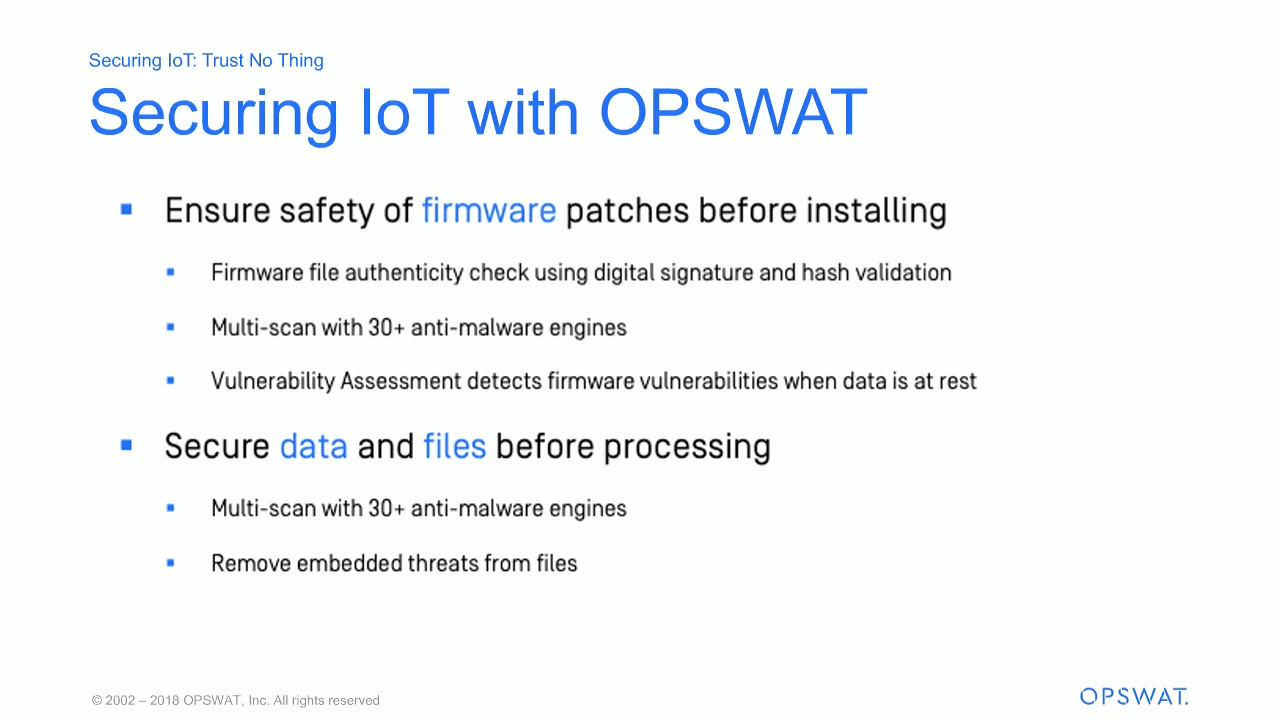 Securing IoT: Trust No Thing
Securing IoT with OPSWAT
Ensure safety of firmware patches before installing
Firmware file authenticity check using digital signature and hash validation
Multi-scan with 30+ anti-malware engines
Vulnerability Assessment detects firmware vulnerabilities when data is at rest
Secure data and files before processing
Multi-scan with 30+ anti-malware engines
Remove embedded threats from files
© 2002 – 2018 OPSWAT, Inc. All rights reserved
OPSWAT.